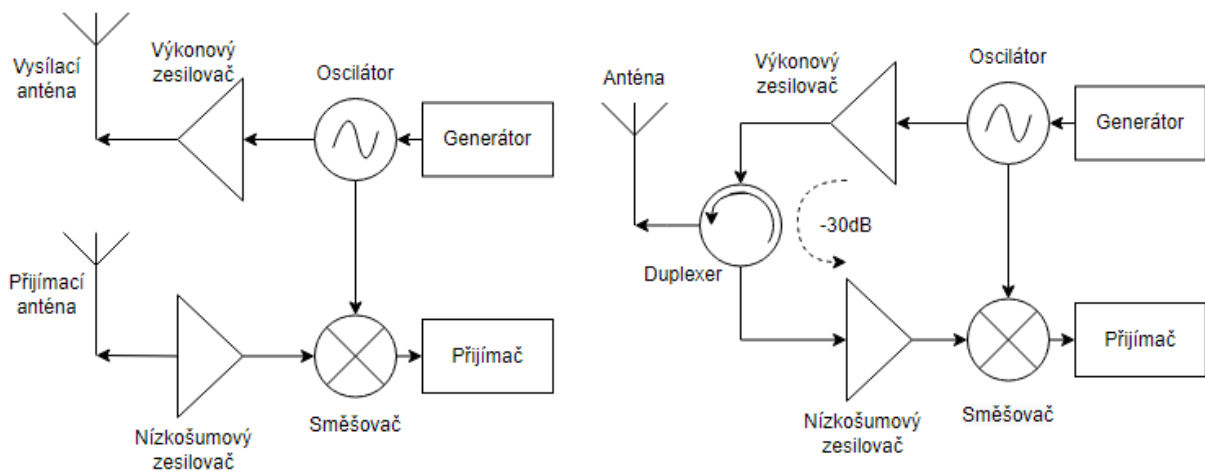 Vysílací
anténa
Výkonový
zesilovač
Oscilátor
Generátor
Přijímací
anténa
Nízkošumový
zesilovač
Směšovač
Přijímač
Anténa
Výkonový
zesilovač
Oscilátor
Generátor
-30dB
Duplexer
Nízkošumový
zesilovač
Směšovač
Přijímač